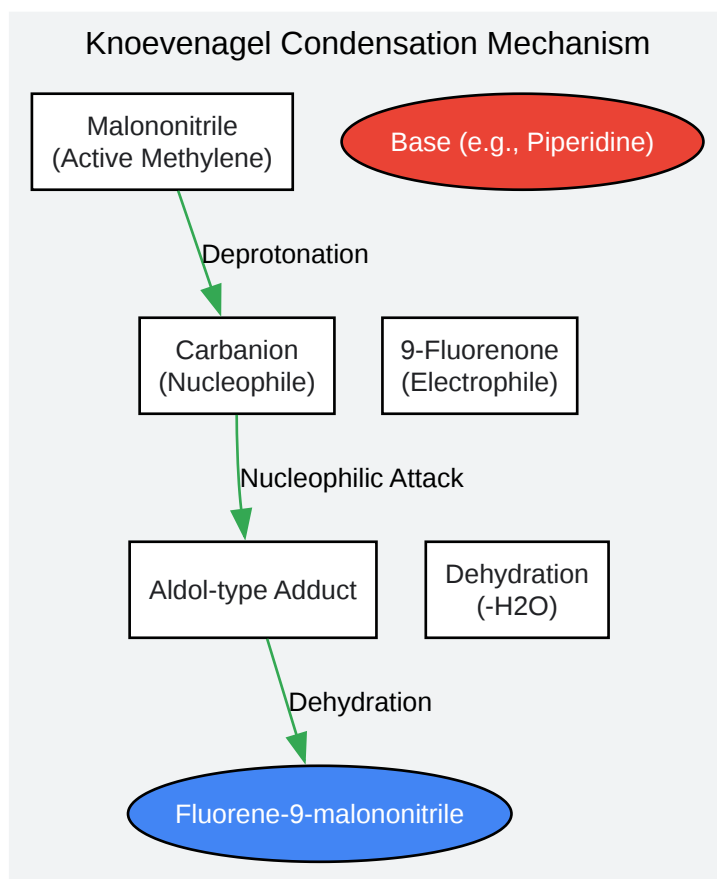 Knoevenagel Condensation Mechanism
Malononitrile
(Active Methylene)
Base (e.g., Piperidine)
Deprotonation
Carbanion
(Nucleophile)
9-Fluorenone
(Electrophile)
Nucleophilic Attack
Aldol-type Adduct
Dehydration
(-H2O)
Dehydration
Fluorene-9-malononitrile